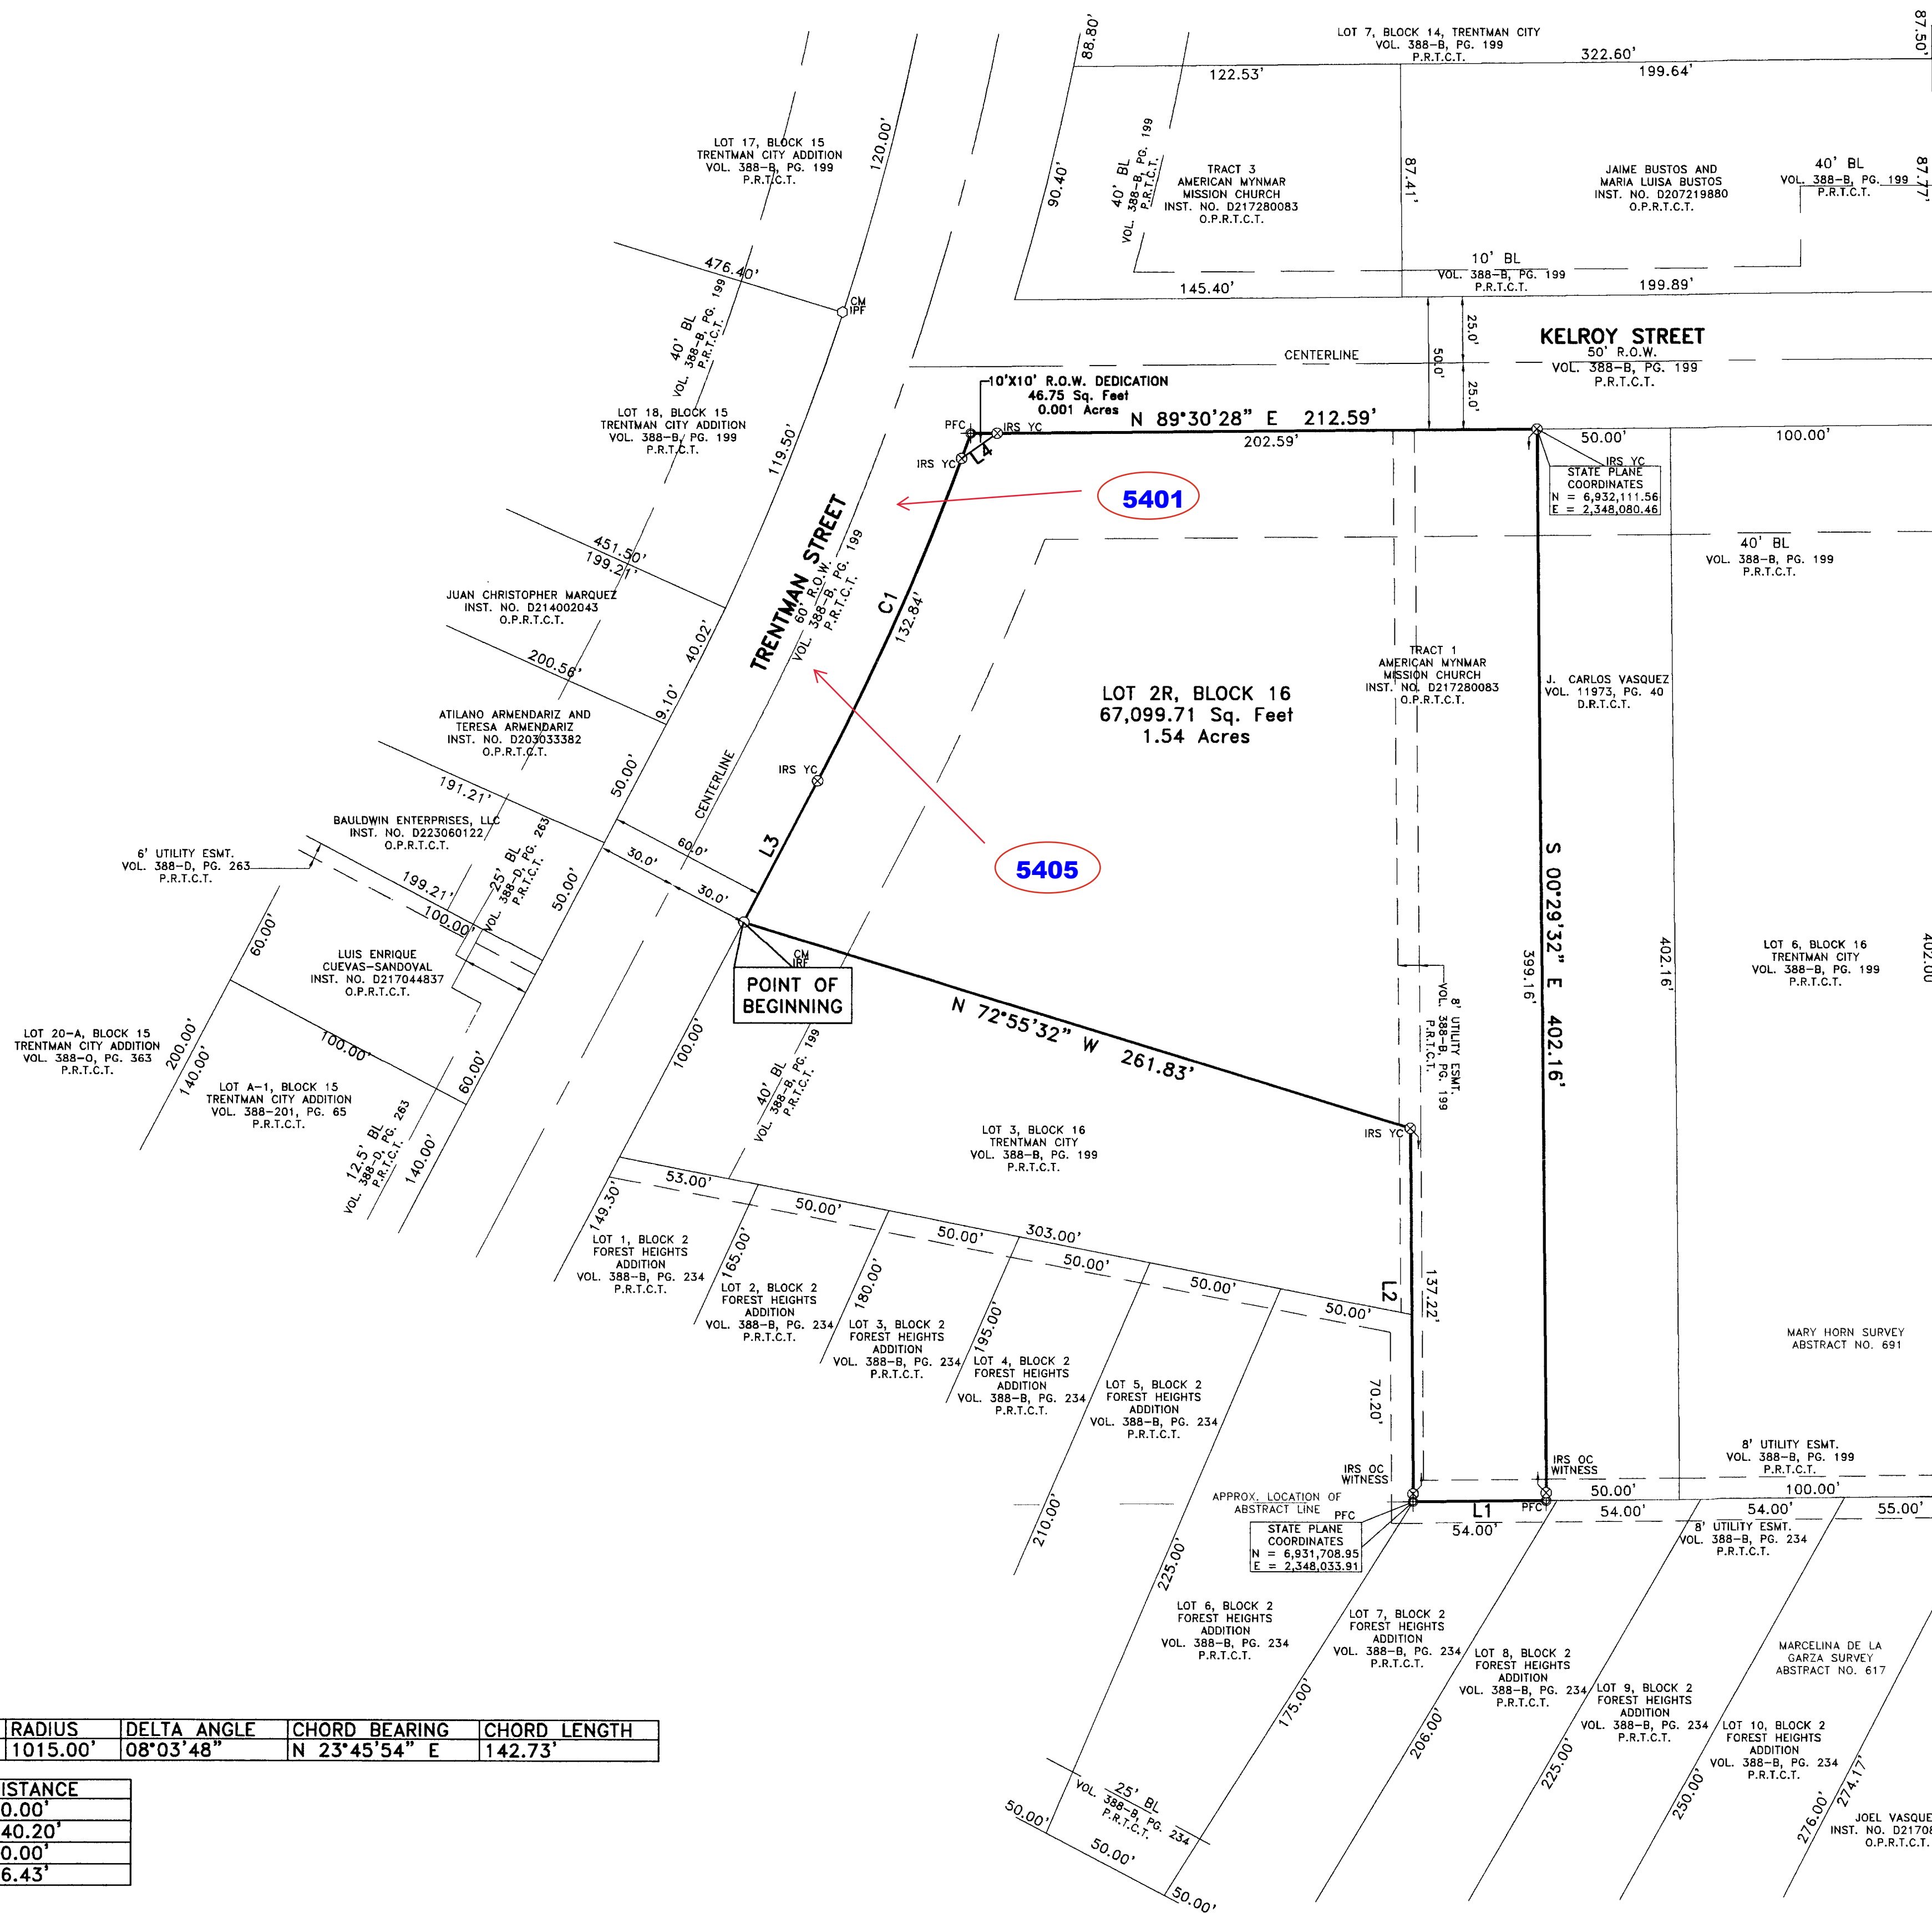 LOT 7, BLOCK 14, TRENTMAN CITY
VOL. 388-B, PG. 199
P.R.T.C.T.
88.80'
122.53'
322.60'
199.64'
87.50'
LOT 17, BLOCK 15
TRENTMAN CITY ADDITION
VOL. 388-B, PG. 199
P.R.T.C.T.
120.00'
90.40'
40' BL
VOL. 388-B, PG. 199
P.R.T.C.T.
TRACT 3
AMERICAN MYNMAR
MISSION CHURCH
INST. NO. D217280083
O.P.R.T.C.T.
87.41'
JAIME BUSTOS AND
MARIA LUISA BUSTOS
INST. NO. D207219880
O.P.R.T.C.T.
40' BL
VOL. 388-B, PG. 199
P.R.T.C.T.
87.77'
476.40'
CM
IPF
40' BL
VOL. 388-B, PG. 199
P.R.T.C.T.
10' BL
VOL. 388-B, PG. 199
P.R.T.C.T.
145.40'
199.89'
25.0'
50.0'
25.0'
CENTERLINE
KELROY STREET
50' R.O.W.
VOL. 388-B, PG. 199
P.R.T.C.T.
10'X10' R.O.W. DEDICATION
46.75 Sq. Feet
0.001 Acres
LOT 18, BLOCK 15
TRENTMAN CITY ADDITION
VOL. 388-B, PG. 199
P.R.T.C.T.
119.50'
PFC
IRS YC
N 89°30'28" E 212.59'
202.59'
IRS YC
L4
50.00'
100.00'
IRS YC
STATE PLANE
COORDINATES
N = 6,932,111.56
E = 2,348,080.46
5401
40' BL
VOL. 388-B, PG. 199
P.R.T.C.T.
451.50'
199.21'
TRENTMAN STREET
60' R.O.W.
VOL. 388-B, PG. 199
P.R.T.C.T.
C1
132.84'
JUAN CHRISTOPHER MARQUEZ
INST. NO. D214002043
O.P.R.T.C.T.
40.02'
200.56'
9.10'
TRACT 1
AMERICAN MYNMAR
MISSION CHURCH
INST. NO. D217280083
O.P.R.T.C.T.
J. CARLOS VASQUEZ
VOL. 11973, PG. 40
D.R.T.C.T.
LOT 2R, BLOCK 16
67,099.71 Sq. Feet
1.54 Acres
ATILANO ARMENDARIZ AND
TERESA ARMENDARIZ
INST. NO. D203033382
O.P.R.T.C.T.
191.21'
50.00'
CENTERLINE
IRS YC
BAULDWIN ENTERPRISES, LLC
INST. NO. D223060122
O.P.R.T.C.T.
25' BL
VOL. 388-D, PG. 263
P.R.T.C.T.
60.0'
30.0'
30.0'
L3
5405
6' UTILITY ESMT.
VOL. 388-D, PG. 263
P.R.T.C.T.
199.21'
100.00'
50.00'
60.00'
S 00°29'32" E 402.16'
399.16'
402.16'
402.00'
LOT 6, BLOCK 16
TRENTMAN CITY
VOL. 388-B, PG. 199
P.R.T.C.T.
LUIS ENRIQUE
CUEVAS-SANDOVAL
INST. NO. D217044837
O.P.R.T.C.T.
CM
IRF
POINT OF
BEGINNING
N 72°55'32" W 261.83'
8' UTILITY ESMT.
VOL. 388-B, PG. 199
P.R.T.C.T.
LOT 20-A, BLOCK 15
TRENTMAN CITY ADDITION
VOL. 388-O, PG. 363
P.R.T.C.T.
200.00'
140.00'
100.00'
60.00'
LOT A-1, BLOCK 15
TRENTMAN CITY ADDITION
VOL. 388-201, PG. 65
P.R.T.C.T.
12.5' BL
VOL. 388-D, PG. 263
P.R.T.C.T.
140.00'
100.00'
40' BL
VOL. 388-B, PG. 199
P.R.T.C.T.
LOT 3, BLOCK 16
TRENTMAN CITY
VOL. 388-B, PG. 199
P.R.T.C.T.
IRS YC
53.00'
50.00'
50.00'
303.00'
50.00'
50.00'
50.00'
149.30'
LOT 1, BLOCK 2
FOREST HEIGHTS
ADDITION
VOL. 388-B, PG. 234
P.R.T.C.T.
165.00'
LOT 2, BLOCK 2
FOREST HEIGHTS
ADDITION
VOL. 388-B, PG. 234
P.R.T.C.T.
180.00'
LOT 3, BLOCK 2
FOREST HEIGHTS
ADDITION
VOL. 388-B, PG. 234
P.R.T.C.T.
195.00'
LOT 4, BLOCK 2
FOREST HEIGHTS
ADDITION
VOL. 388-B, PG. 234
P.R.T.C.T.
LOT 5, BLOCK 2
FOREST HEIGHTS
ADDITION
VOL. 388-B, PG. 234
P.R.T.C.T.
L2
137.22'
70.20'
MARY HORN SURVEY
ABSTRACT NO. 691
8' UTILITY ESMT.
VOL. 388-B, PG. 199
P.R.T.C.T.
IRS OC
WITNESS
IRS OC
WITNESS
APPROX. LOCATION OF
ABSTRACT LINE
PFC
STATE PLANE
COORDINATES
N = 6,931,708.95
E = 2,348,033.91
L1
54.00'
PFC
50.00'
100.00'
54.00'
54.00'
55.00'
8' UTILITY ESMT.
VOL. 388-B, PG. 234
P.R.T.C.T.
210.00'
225.00'
LOT 6, BLOCK 2
FOREST HEIGHTS
ADDITION
VOL. 388-B, PG. 234
P.R.T.C.T.
LOT 7, BLOCK 2
FOREST HEIGHTS
ADDITION
VOL. 388-B, PG. 234
P.R.T.C.T.
LOT 8, BLOCK 2
FOREST HEIGHTS
ADDITION
VOL. 388-B, PG. 234
P.R.T.C.T.
LOT 9, BLOCK 2
FOREST HEIGHTS
ADDITION
VOL. 388-B, PG. 234
P.R.T.C.T.
LOT 10, BLOCK 2
FOREST HEIGHTS
ADDITION
VOL. 388-B, PG. 234
P.R.T.C.T.
MARCELINA DE LA
GARZA SURVEY
ABSTRACT NO. 617
175.00'
206.00'
225.00'
250.00'
276.00'
274.17'
JOEL VASQUE
INST. NO. D2170
O.P.R.T.C.T.
25' BL
VOL. 388-B, PG. 234
P.R.T.C.T.
50.00'
50.00'
50.00'
RADIUS DELTA ANGLE CHORD BEARING CHORD LENGTH
1015.00' 08°03'48" N 23°45'54" E 142.73'
ISTANCE
0.00'
40.20'
0.00'
6.43'